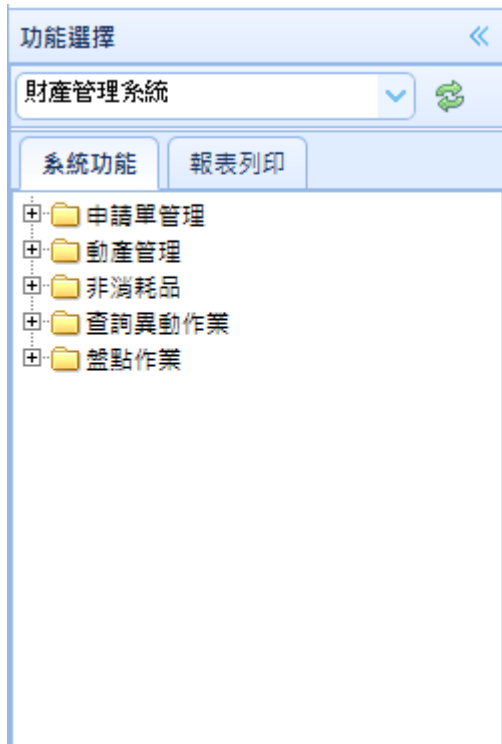 功能選擇
財產管理系統
系統功能 報表列印
申請單管理
動產管理
非消耗品
查詢異動作業
盤點作業